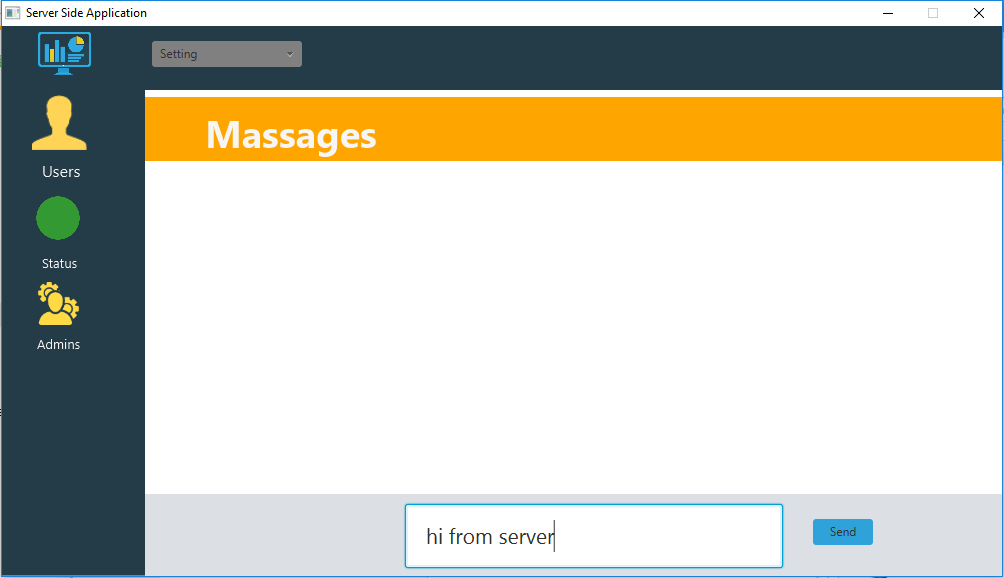 Server Side Application
Setting
Massages
Users
Status
Admins
hi from server
Send